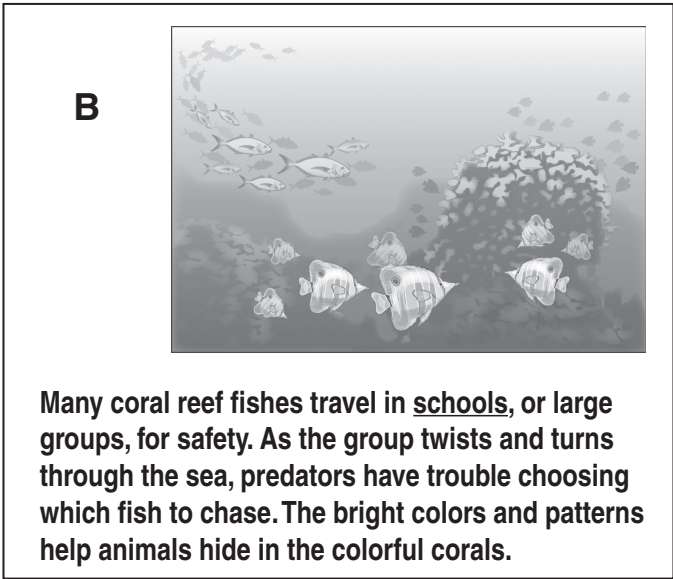 B
Many coral reef fishes travel in schools, or large
groups, for safety. As the group twists and turns
through the sea, predators have trouble choosing
which fish to chase. The bright colors and patterns
help animals hide in the colorful corals.